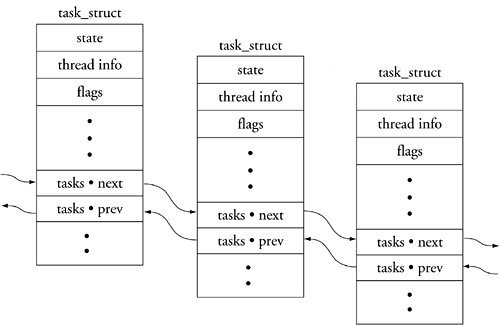 task_struct
state
thread info
flags
tasks • next
tasks • prev
task_struct
state
thread info
flags
tasks • next
tasks • prev
task_struct
state
thread info
flags
tasks • next
tasks • prev